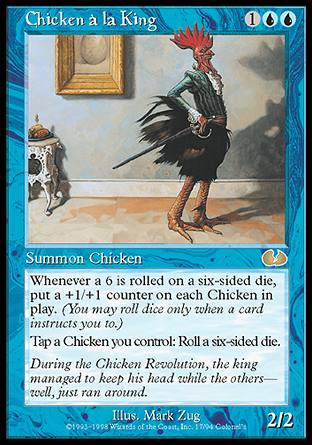 Chicken à la King 1
Summon Chicken
Whenever a 6 is rolled on a six-sided die,
put a +1/+1 counter on each Chicken in
play. (You may roll dice only when a card
instructs you to.)
Tap a Chicken you control: Roll a six-sided die.
During the Chicken Revolution, the king
managed to keep his head while the others—
well, just ran around.
Illus. Mark Zug
2/2
©1993-1998 Wizards of the Coast, Inc. 17/94 Colonel's